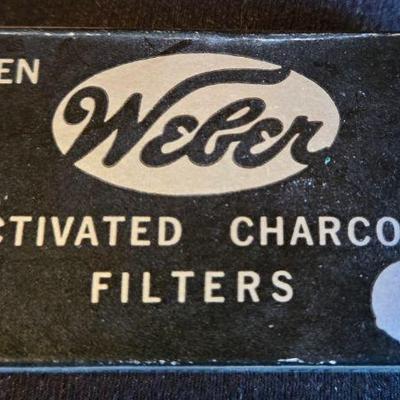 EN
Weber
CTIVATED CHARCO
FILTERS